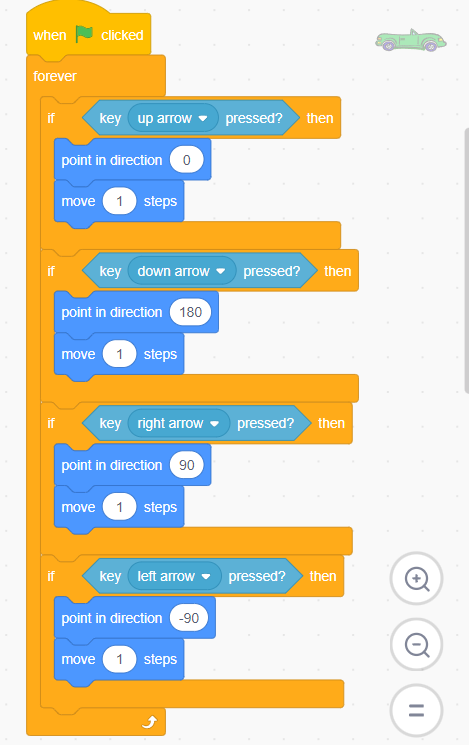 when clicked
forever
if key up arrow pressed? then
point in direction 0
move 1 steps
if key down arrow pressed? then
point in direction 180
move 1 steps
if key right arrow pressed? then
point in direction 90
move 1 steps
if key left arrow pressed? then
point in direction -90
move 1 steps